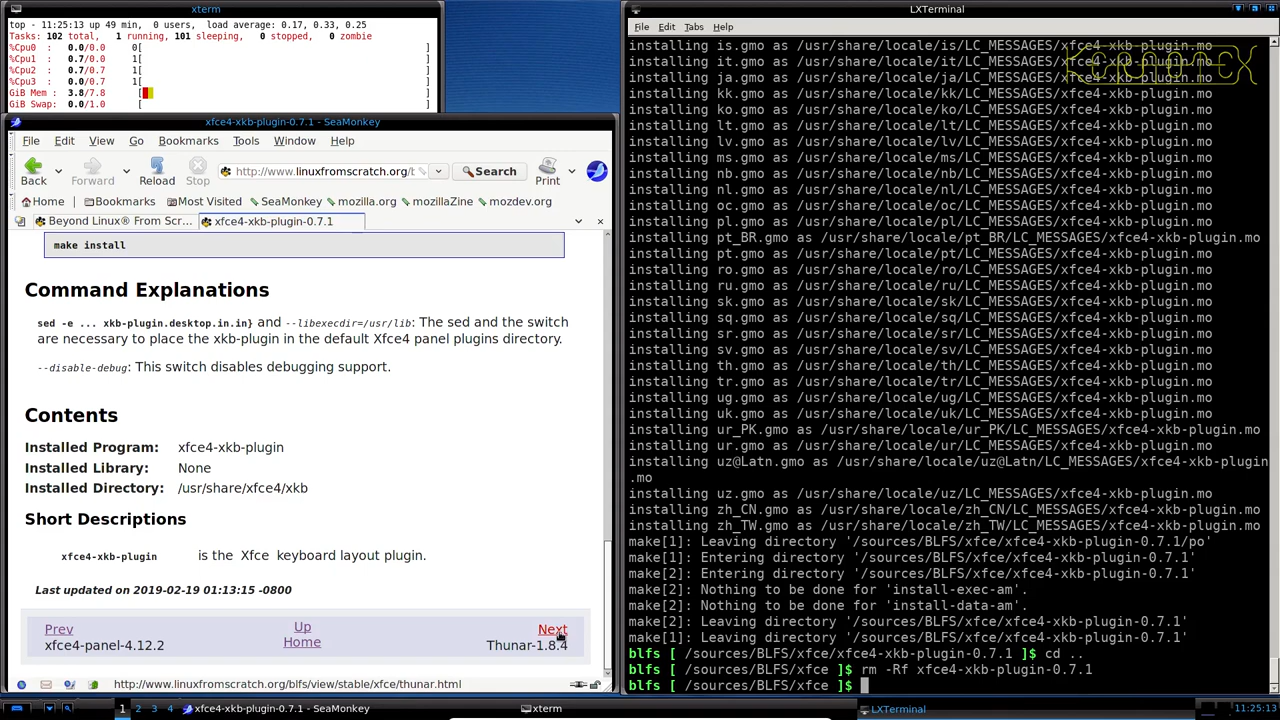 xterm
top - 11:25:13 up 49 min,  0 users,  load average: 0.17, 0.33, 0.25
Tasks: 102 total,   1 running, 101 sleeping,   0 stopped,   0 zombie
%Cpu0  :   0.0/0.0     0[
]
%Cpu1  :   0.7/0.0     1[
]
%Cpu2  :   0.0/0.7     1[
]
%Cpu3  :   0.0/0.7     1[
]
GiB Mem :  3.8/7.8      [
]
GiB Swap:  0.0/1.0      [
]
xfce4-xkb-plugin-0.7.1 - SeaMonkey
File Edit View Go Bookmarks Tools Window Help
Back Forward Reload Stop http://www.linuxfromscratch.org/b Search Print
Home Bookmarks Most Visited SeaMonkey mozilla.org mozillaZine mozdev.org
Beyond Linux® From Scr... xfce4-xkb-plugin-0.7.1
make install
Command Explanations
sed -e ... xkb-plugin.desktop.in.in} and --libexecdir=/usr/lib: The sed and the switch
are necessary to place the xkb-plugin in the default Xfce4 panel plugins directory.
--disable-debug: This switch disables debugging support.
Contents
Installed Program: xfce4-xkb-plugin
Installed Library: None
Installed Directory: /usr/share/xfce4/xkb
Short Descriptions
xfce4-xkb-plugin is the Xfce keyboard layout plugin.
Last updated on 2019-02-19 01:13:15 -0800
Prev Up Next
xfce4-panel-4.12.2 Home Thunar-1.8.4
http://www.linuxfromscratch.org/blfs/view/stable/xfce/thunar.html
LXTerminal
File Edit Tabs Help
installing is.gmo as /usr/share/locale/is/LC_MESSAGES/xfce4-xkb-plugin.mo
installing it.gmo as /usr/share/locale/it/LC_MESSAGES/xfce4-xkb-plugin.mo
installing ja.gmo as /usr/share/locale/ja/LC_MESSAGES/xfce4-xkb-plugin.mo
installing kk.gmo as /usr/share/locale/kk/LC_MESSAGES/xfce4-xkb-plugin.mo
installing ko.gmo as /usr/share/locale/ko/LC_MESSAGES/xfce4-xkb-plugin.mo
installing lt.gmo as /usr/share/locale/lt/LC_MESSAGES/xfce4-xkb-plugin.mo
installing lv.gmo as /usr/share/locale/lv/LC_MESSAGES/xfce4-xkb-plugin.mo
installing ms.gmo as /usr/share/locale/ms/LC_MESSAGES/xfce4-xkb-plugin.mo
installing nb.gmo as /usr/share/locale/nb/LC_MESSAGES/xfce4-xkb-plugin.mo
installing nl.gmo as /usr/share/locale/nl/LC_MESSAGES/xfce4-xkb-plugin.mo
installing oc.gmo as /usr/share/locale/oc/LC_MESSAGES/xfce4-xkb-plugin.mo
installing pl.gmo as /usr/share/locale/pl/LC_MESSAGES/xfce4-xkb-plugin.mo
installing pt_BR.gmo as /usr/share/locale/pt_BR/LC_MESSAGES/xfce4-xkb-plugin.mo
installing pt.gmo as /usr/share/locale/pt/LC_MESSAGES/xfce4-xkb-plugin.mo
installing ro.gmo as /usr/share/locale/ro/LC_MESSAGES/xfce4-xkb-plugin.mo
installing ru.gmo as /usr/share/locale/ru/LC_MESSAGES/xfce4-xkb-plugin.mo
installing sk.gmo as /usr/share/locale/sk/LC_MESSAGES/xfce4-xkb-plugin.mo
installing sq.gmo as /usr/share/locale/sq/LC_MESSAGES/xfce4-xkb-plugin.mo
installing sr.gmo as /usr/share/locale/sr/LC_MESSAGES/xfce4-xkb-plugin.mo
installing sv.gmo as /usr/share/locale/sv/LC_MESSAGES/xfce4-xkb-plugin.mo
installing th.gmo as /usr/share/locale/th/LC_MESSAGES/xfce4-xkb-plugin.mo
installing tr.gmo as /usr/share/locale/tr/LC_MESSAGES/xfce4-xkb-plugin.mo
installing ug.gmo as /usr/share/locale/ug/LC_MESSAGES/xfce4-xkb-plugin.mo
installing uk.gmo as /usr/share/locale/uk/LC_MESSAGES/xfce4-xkb-plugin.mo
installing ur_PK.gmo as /usr/share/locale/ur_PK/LC_MESSAGES/xfce4-xkb-plugin.mo
installing ur.gmo as /usr/share/locale/ur/LC_MESSAGES/xfce4-xkb-plugin.mo
installing uz@Latn.gmo as /usr/share/locale/uz@Latn/LC_MESSAGES/xfce4-xkb-plugin
.mo
installing uz.gmo as /usr/share/locale/uz/LC_MESSAGES/xfce4-xkb-plugin.mo
installing zh_CN.gmo as /usr/share/locale/zh_CN/LC_MESSAGES/xfce4-xkb-plugin.mo
installing zh_TW.gmo as /usr/share/locale/zh_TW/LC_MESSAGES/xfce4-xkb-plugin.mo
make[1]: Leaving directory '/sources/BLFS/xfce/xfce4-xkb-plugin-0.7.1/po'
make[1]: Entering directory '/sources/BLFS/xfce/xfce4-xkb-plugin-0.7.1'
make[2]: Entering directory '/sources/BLFS/xfce/xfce4-xkb-plugin-0.7.1'
make[2]: Nothing to be done for 'install-exec-am'.
make[2]: Nothing to be done for 'install-data-am'.
make[2]: Leaving directory '/sources/BLFS/xfce/xfce4-xkb-plugin-0.7.1'
make[1]: Leaving directory '/sources/BLFS/xfce/xfce4-xkb-plugin-0.7.1'
blfs [ /sources/BLFS/xfce/xfce4-xkb-plugin-0.7.1 ]$ cd ..
blfs [ /sources/BLFS/xfce ]$ rm -Rf xfce4-xkb-plugin-0.7.1
blfs [ /sources/BLFS/xfce ]$
1 2 3 4 xfce4-xkb-plugin-0.7.1 - SeaMonkey xterm LXTerminal 11:25:13